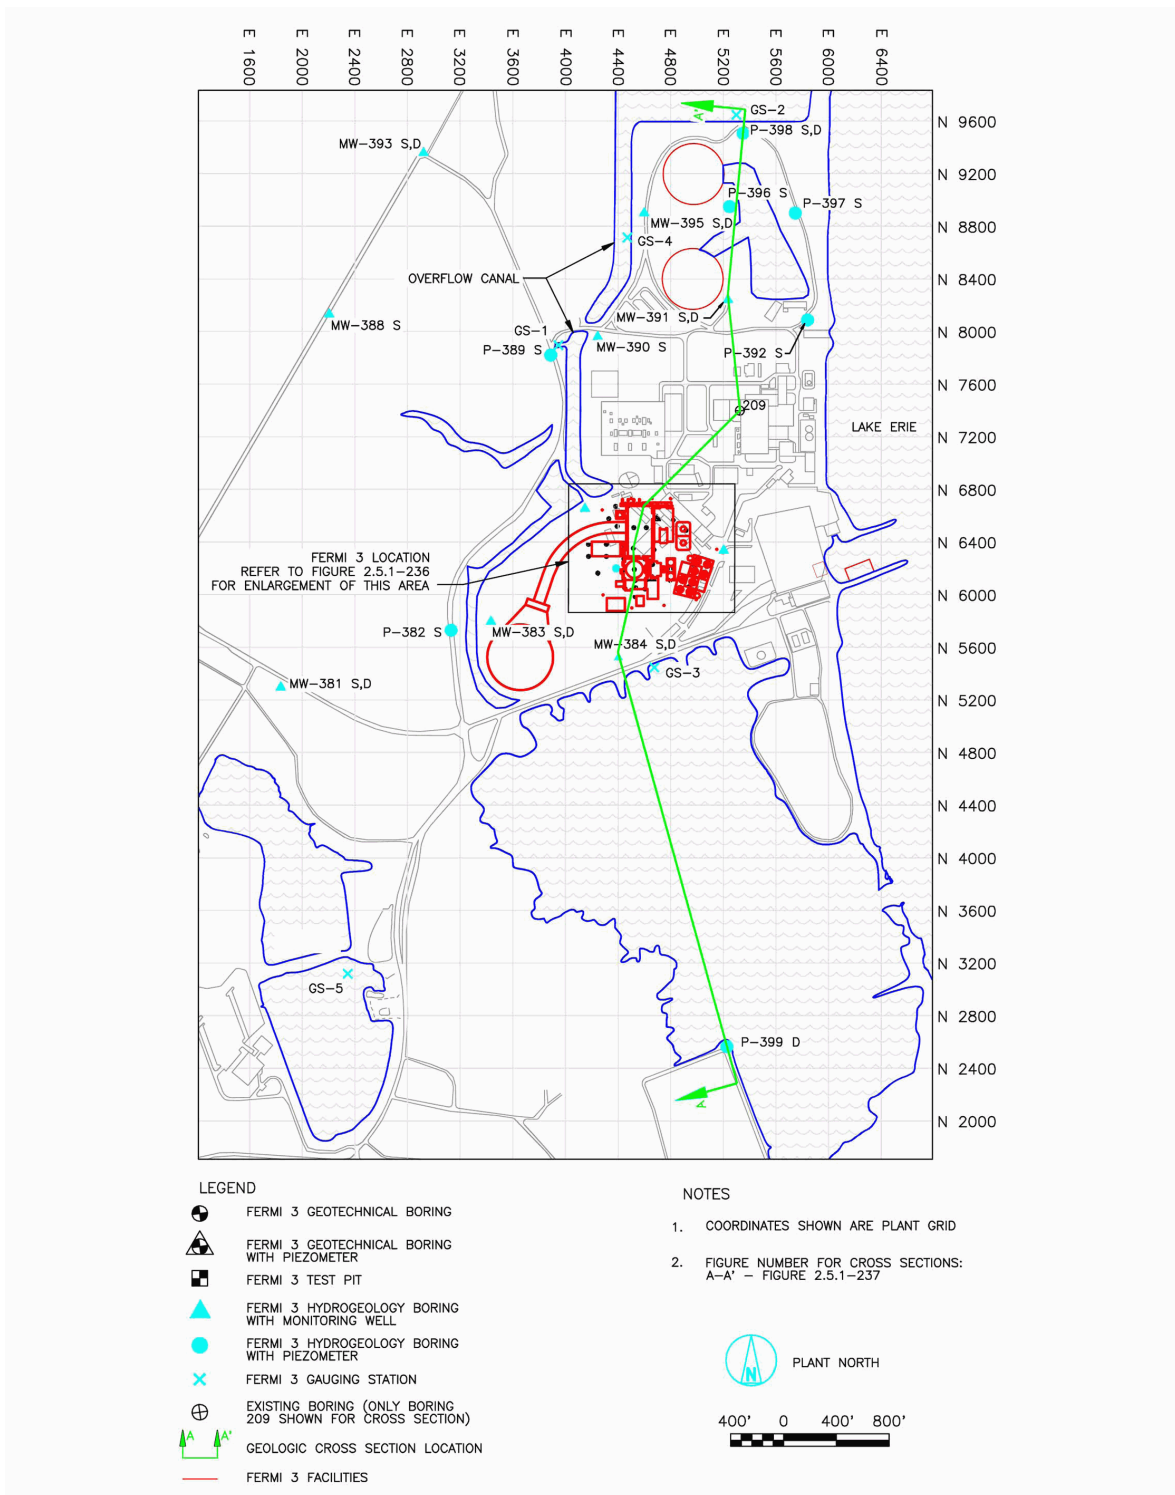 E 1600
E 2000
E 2400
E 2800
E 3200
E 3600
E 4000
E 4400
E 4800
E 5200
E 5600
E 6000
E 6400
A'
GS-2
N 9600
P-398 S,D
MW-393 S,D
N 9200
P-396 S
P-397 S
MW-395 S,D
N 8800
GS-4
OVERFLOW CANAL
N 8400
MW-388 S
MW-391 S,D
GS-1
N 8000
P-389 S
MW-390 S
P-392 S
N 7600
209
LAKE ERIE
N 7200
N 6800
N 6400
FERMI 3 LOCATION
REFER TO FIGURE 2.5.1-236
FOR ENLARGEMENT OF THIS AREA
N 6000
P-382 S
MW-383 S,D
MW-384 S,D
N 5600
GS-3
MW-381 S,D
N 5200
N 4800
N 4400
N 4000
N 3600
N 3200
GS-5
N 2800
P-399 D
N 2400
A
N 2000
LEGEND
FERMI 3 GEOTECHNICAL BORING
FERMI 3 GEOTECHNICAL BORING
WITH PIEZOMETER
FERMI 3 TEST PIT
FERMI 3 HYDROGEOLOGY BORING
WITH MONITORING WELL
FERMI 3 HYDROGEOLOGY BORING
WITH PIEZOMETER
FERMI 3 GAUGING STATION
EXISTING BORING (ONLY BORING
209 SHOWN FOR CROSS SECTION)
A A'
GEOLOGIC CROSS SECTION LOCATION
FERMI 3 FACILITIES
NOTES
1. COORDINATES SHOWN ARE PLANT GRID
2. FIGURE NUMBER FOR CROSS SECTIONS:
A-A' - FIGURE 2.5.1-237
N
PLANT NORTH
400' 0 400' 800'